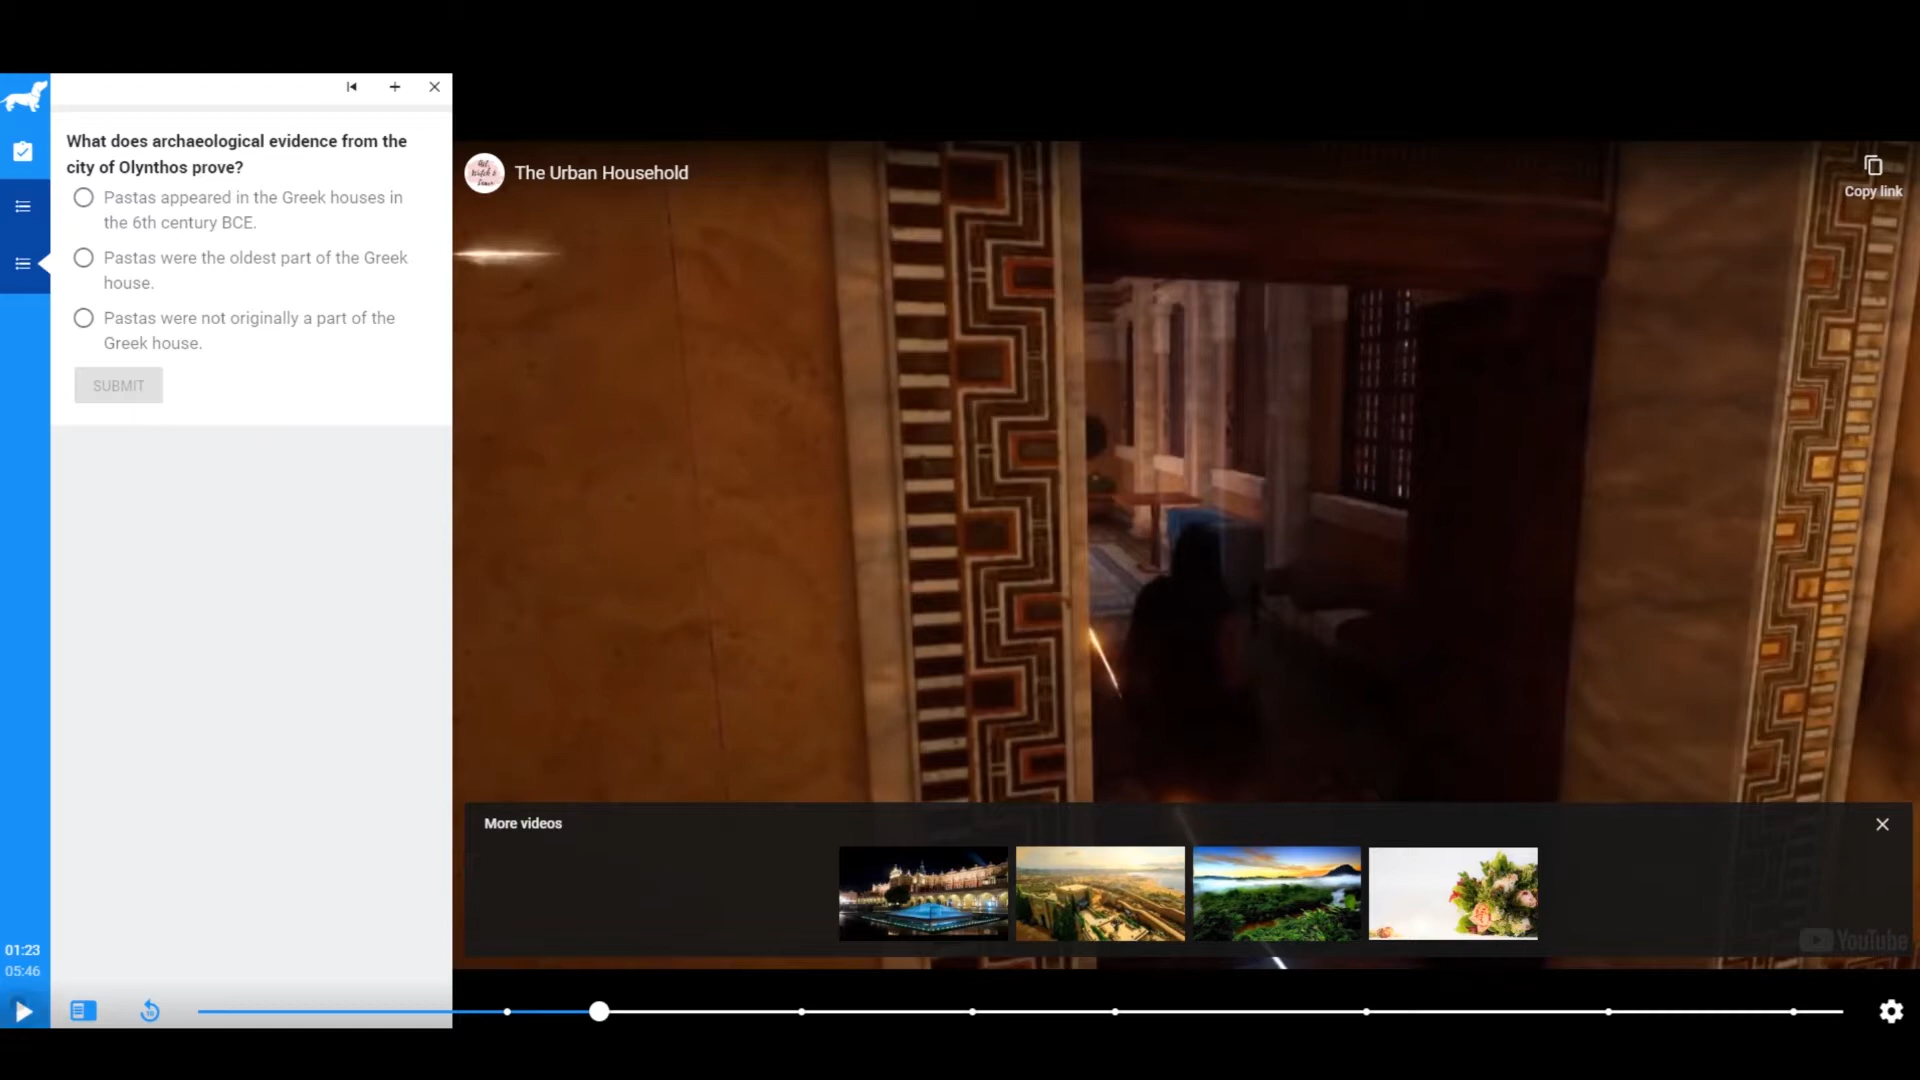 What does archaeological evidence from the
city of Olynthos prove?
Pastas appeared in the Greek houses in
the 6th century BCE.
Pastas were the oldest part of the Greek
house.
Pastas were not originally a part of the
Greek house.
SUBMIT
The Urban Household
Copy link
More videos
YouTube
01:23
05:46
10